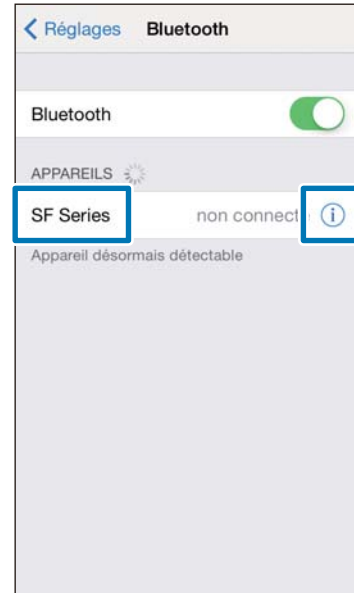 Réglages Bluetooth
Bluetooth
APPAREILS
SF Series non connect
Appareil désormais détectable